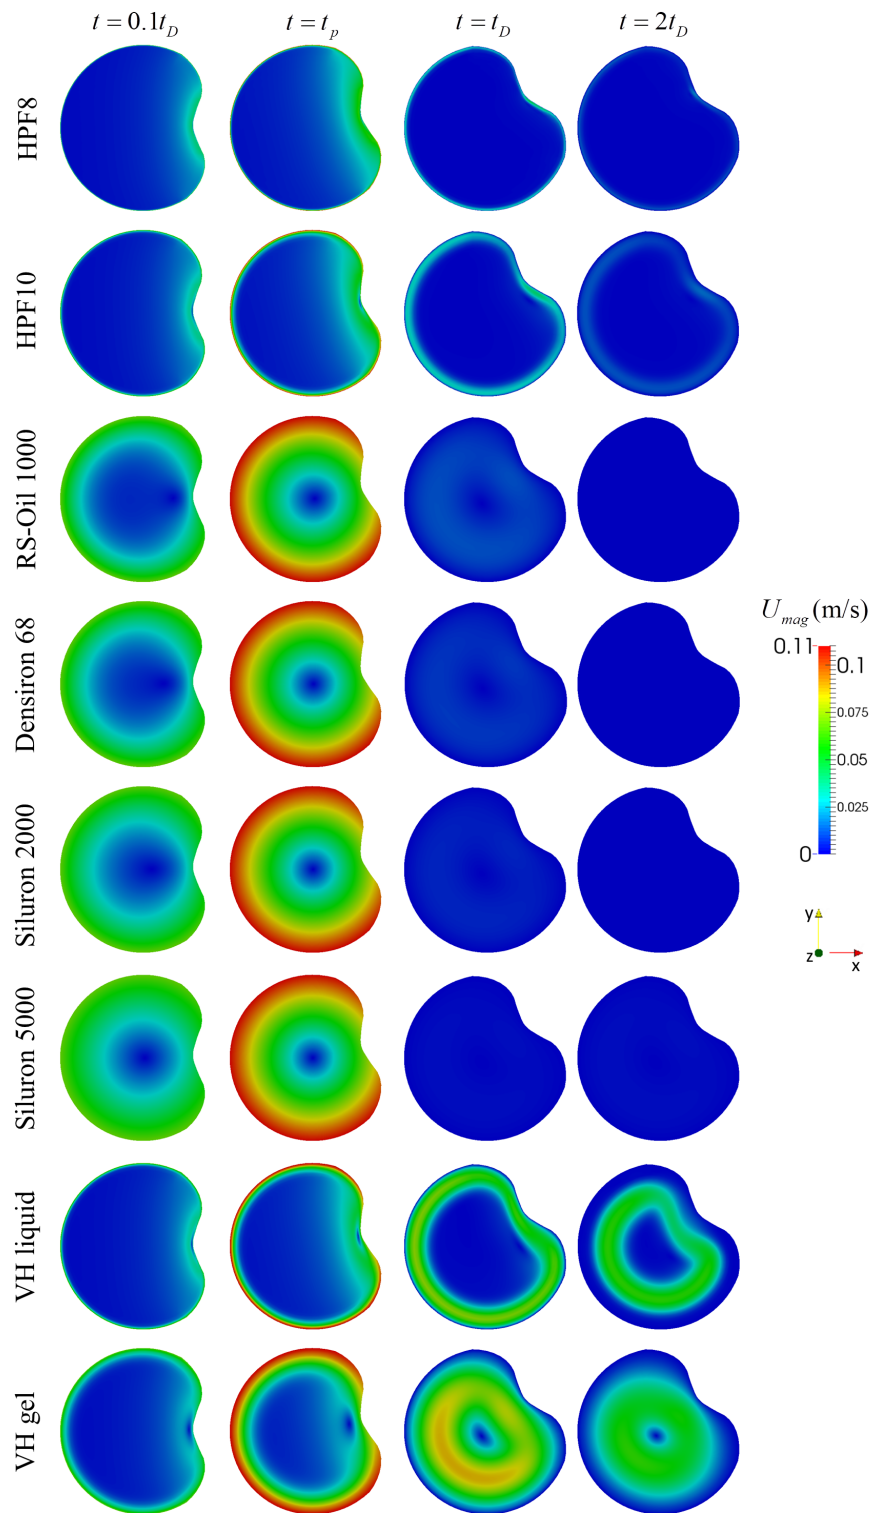 t = 0.1t_D t = t_p t = t_D t = 2t_D
HPF8
HPF10
RS-Oil 1000
Densiron 68
Siluron 2000
Siluron 5000
VH liquid
VH gel
U_mag (m/s)
0.11
0.1
0.075
0.05
0.025
0
y
z
x